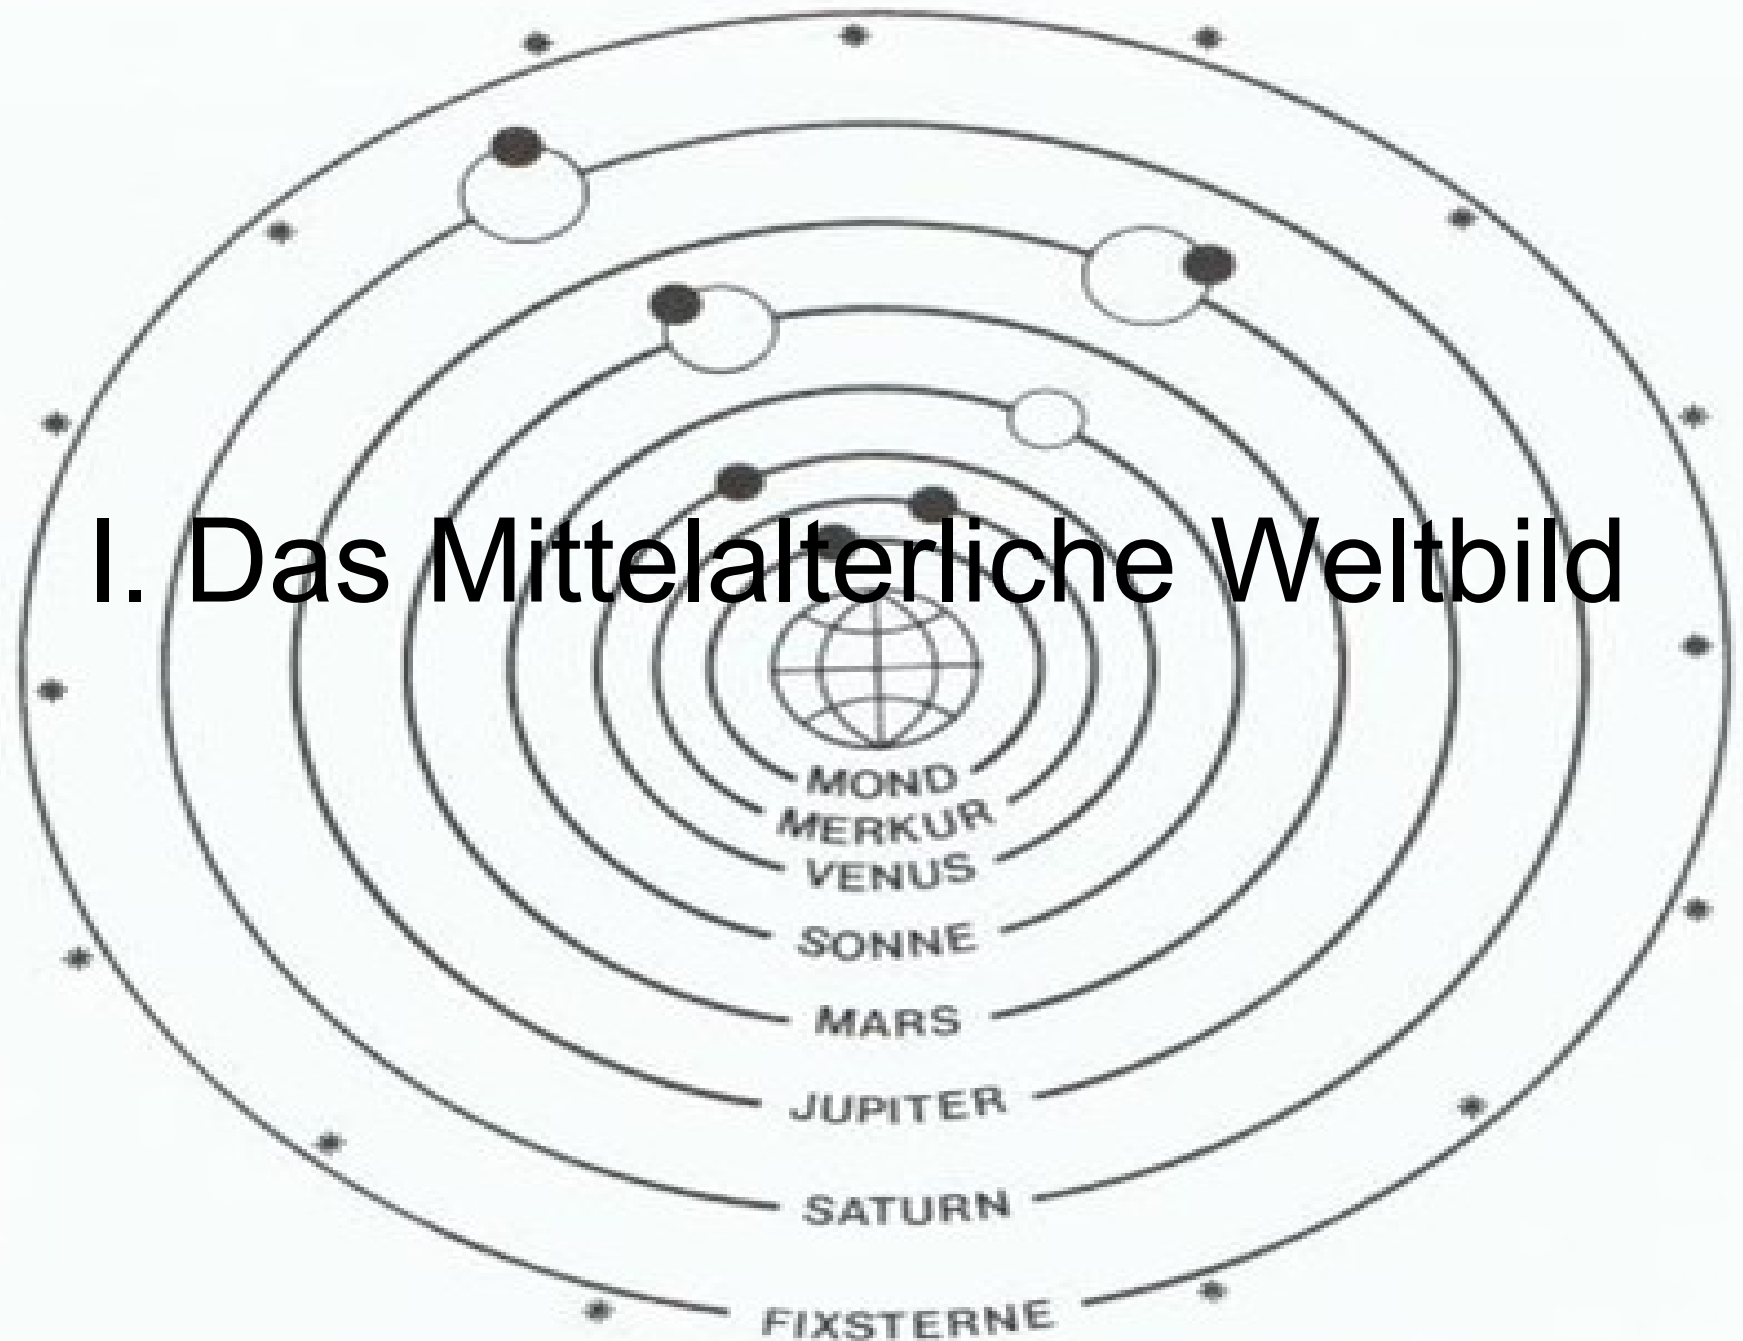 I. Das Mittelalterliche Weltbild
MOND
MERKUR
VENUS
SONNE
MARS
JUPITER
SATURN
FIXSTERNE